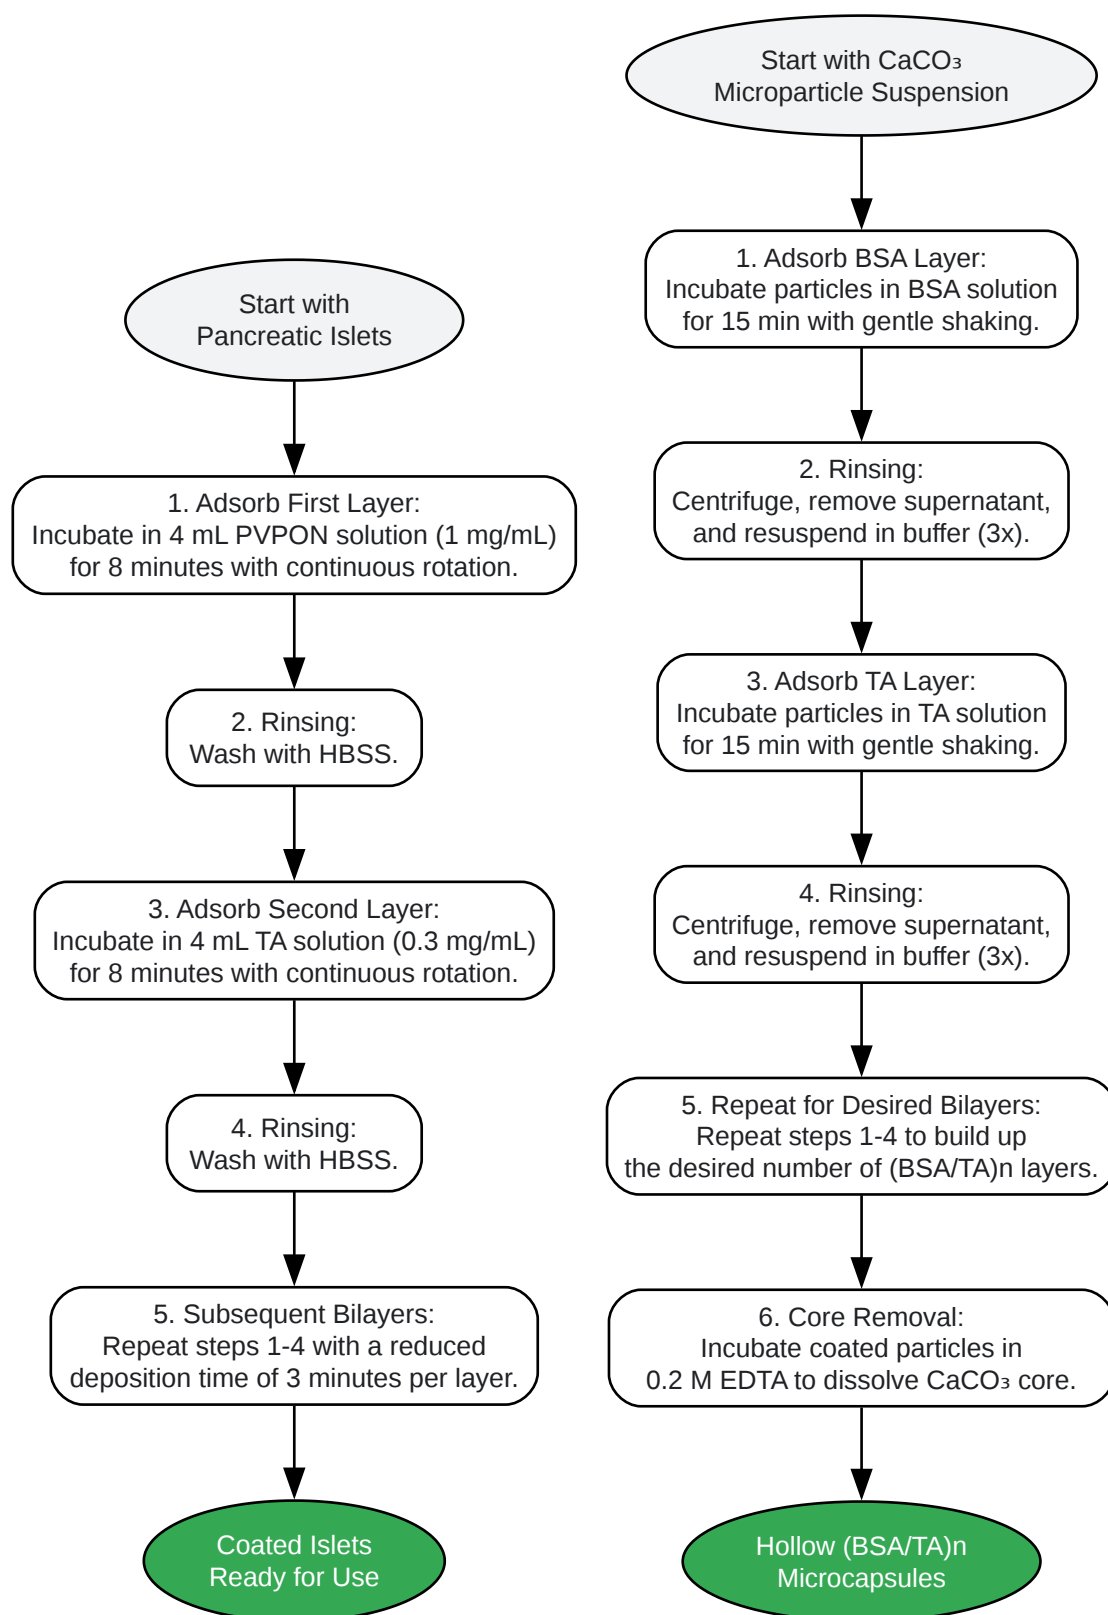 Start with
Pancreatic Islets
1. Adsorb First Layer:
Incubate in 4 mL PVPON solution (1 mg/mL)
for 8 minutes with continuous rotation.
2. Rinsing:
Wash with HBSS.
3. Adsorb Second Layer:
Incubate in 4 mL TA solution (0.3 mg/mL)
for 8 minutes with continuous rotation.
4. Rinsing:
Wash with HBSS.
5. Subsequent Bilayers:
Repeat steps 1-4 with a reduced
deposition time of 3 minutes per layer.
Coated Islets
Ready for Use
Start with CaCO₃
Microparticle Suspension
1. Adsorb BSA Layer:
Incubate particles in BSA solution
for 15 min with gentle shaking.
2. Rinsing:
Centrifuge, remove supernatant,
and resuspend in buffer (3x).
3. Adsorb TA Layer:
Incubate particles in TA solution
for 15 min with gentle shaking.
4. Rinsing:
Centrifuge, remove supernatant,
and resuspend in buffer (3x).
5. Repeat for Desired Bilayers:
Repeat steps 1-4 to build up
the desired number of (BSA/TA)n layers.
6. Core Removal:
Incubate coated particles in
0.2 M EDTA to dissolve CaCO₃ core.
Hollow (BSA/TA)n
Microcapsules